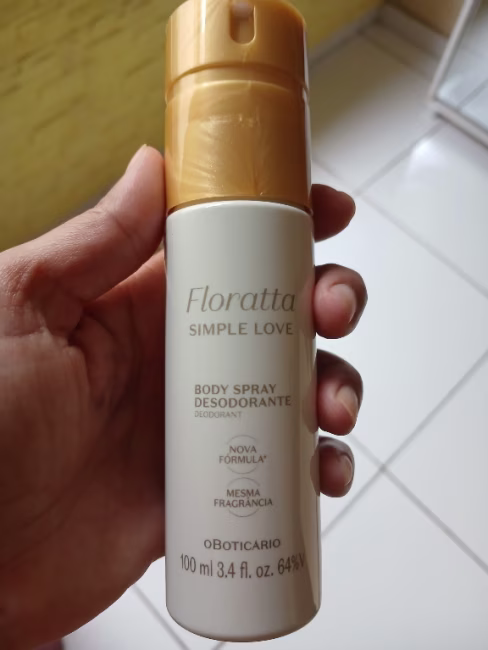 Floratta
SIMPLE LOVE
BODY SPRAY
DESODORANTE
DEODORANT
NOVA
FÓRMULA*
MESMA
FRAGRÂNCIA
OBOTICÁRIO
100 ml 3.4 fl. oz. 64%V